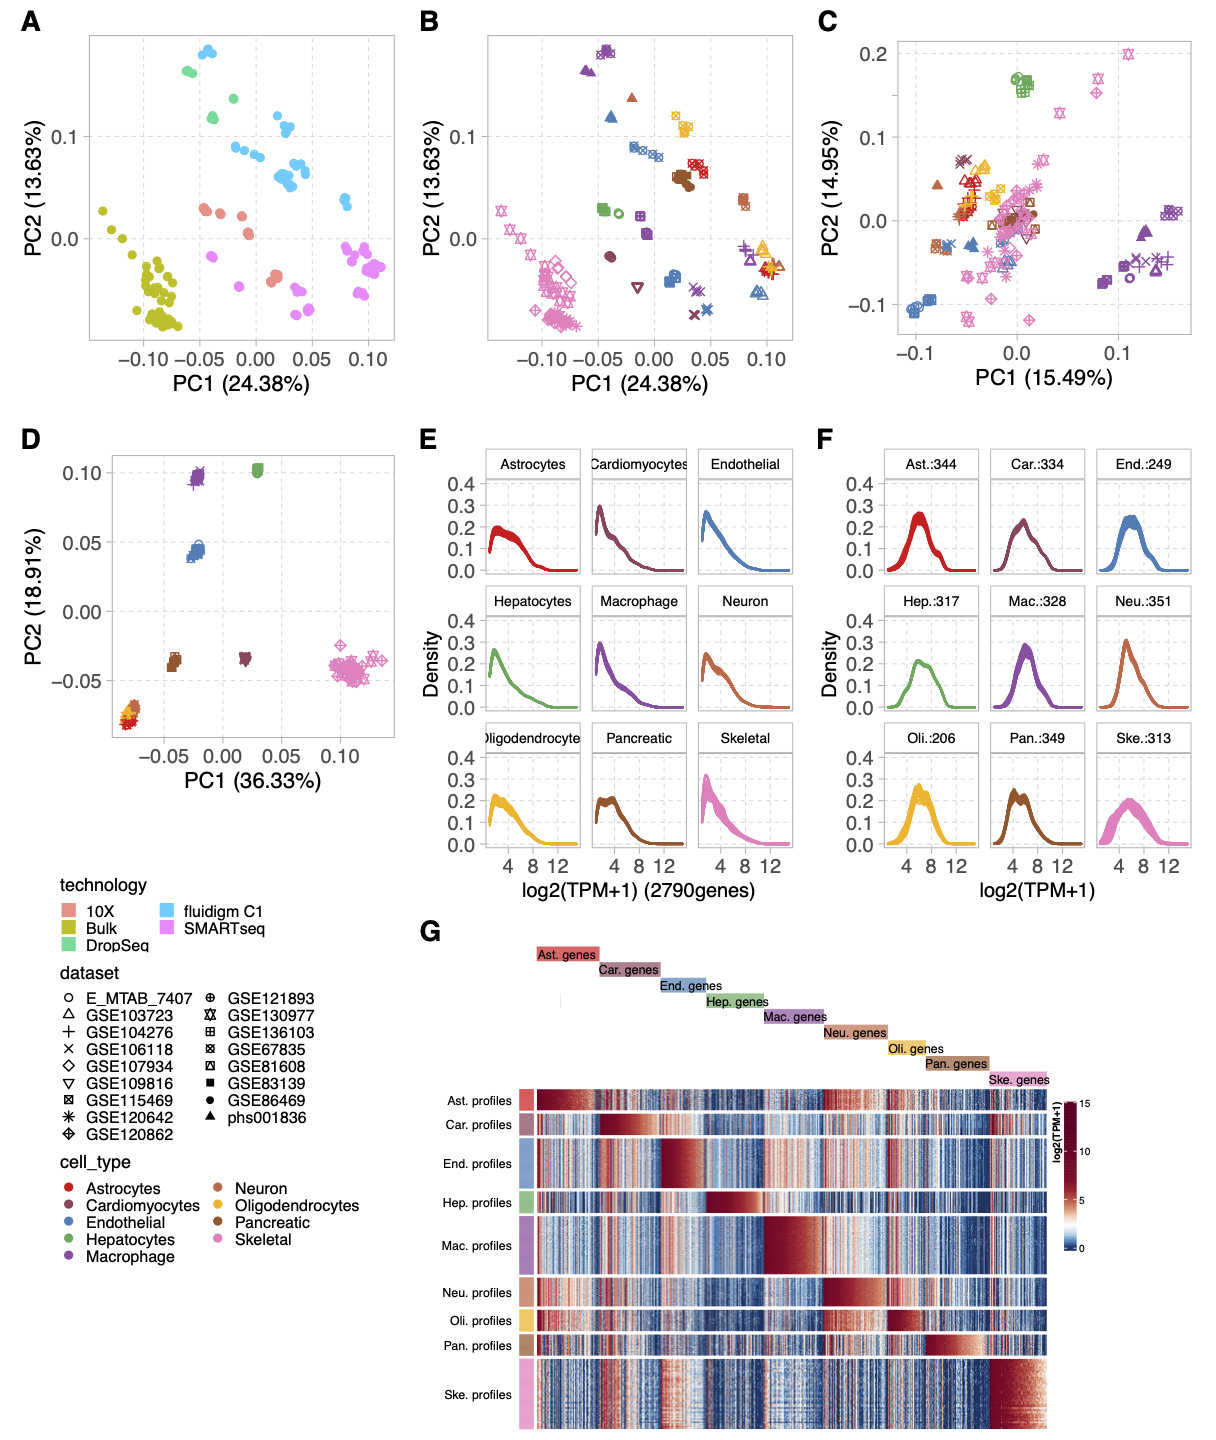 A
0.1
0.0
PC2 (13.63%)
−0.10 −0.05 0.00 0.05 0.10
PC1 (24.38%)
B
0.1
0.0
PC2 (13.63%)
−0.10 −0.05 0.00 0.05 0.10
PC1 (24.38%)
C
0.2
0.1
0.0
−0.1
PC2 (14.95%)
−0.1 0.0 0.1
PC1 (15.49%)
D
0.10
0.05
0.00
−0.05
PC2 (18.91%)
−0.05 0.00 0.05 0.10
PC1 (36.33%)
E
Astrocytes Cardiomyocytes Endothelial
0.4
0.3
0.2
0.1
0.0
Hepatocytes Macrophage Neuron
0.4
0.3
0.2
0.1
0.0
Density
Oligodendrocyte Pancreatic Skeletal
0.4
0.3
0.2
0.1
0.0
4 8 12 4 8 12 4 8 12
log2(TPM+1) (2790genes)
F
Ast.:344 Car.:334 End.:249
0.4
0.3
0.2
0.1
0.0
Hep.:317 Mac.:328 Neu.:351
0.4
0.3
0.2
0.1
0.0
Density
Oli.:206 Pan.:349 Ske.:313
0.4
0.3
0.2
0.1
0.0
4 8 12 4 8 12 4 8 12
log2(TPM+1)
technology
10X fluidigm C1
Bulk SMARTseq
DropSeq
dataset
E_MTAB_7407 GSE121893
GSE103723 GSE130977
GSE104276 GSE136103
GSE106118 GSE67835
GSE107934 GSE81608
GSE109816 GSE83139
GSE115469 GSE86469
GSE120642 phs001836
GSE120862
cell_type
Astrocytes Neuron
Cardiomyocytes Oligodendrocytes
Endothelial Pancreatic
Hepatocytes Skeletal
Macrophage
G
Ast. genes
Car. genes
End. genes
Hep. genes
Mac. genes
Neu. genes
Oli. genes
Pan. genes
Ske. genes
Ast. profiles
Car. profiles
End. profiles
Hep. profiles
Mac. profiles
Neu. profiles
Oli. profiles
Pan. profiles
Ske. profiles
log2(TPM+1)
15
10
5
0